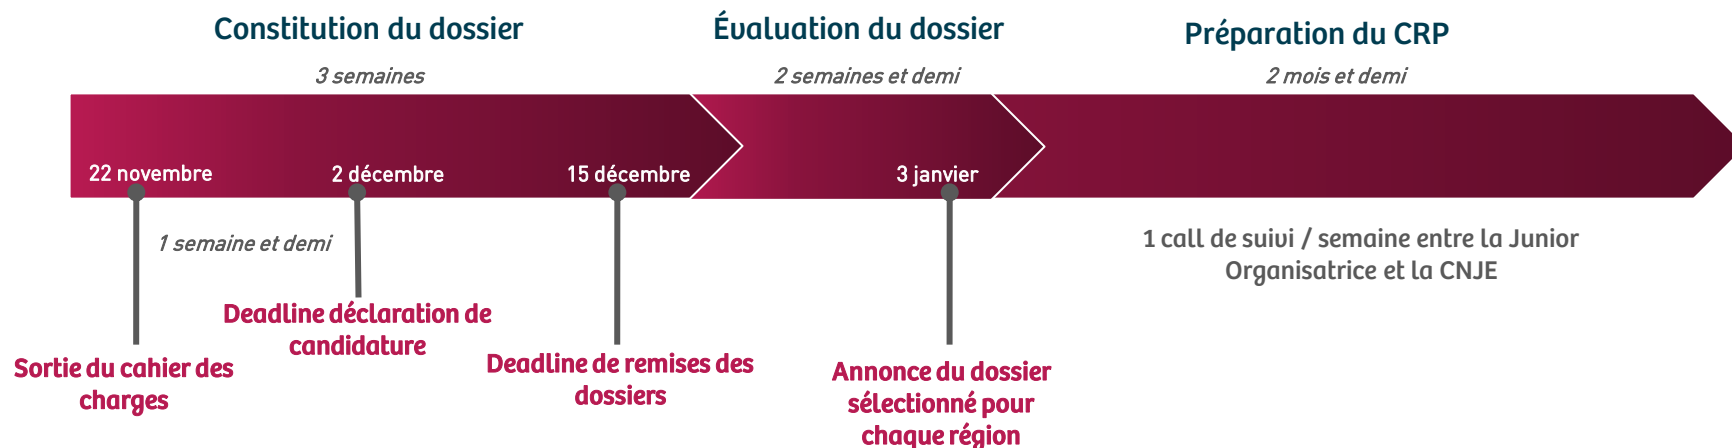 Constitution du dossier
3 semaines
Évaluation du dossier
2 semaines et demi
Préparation du CRP
2 mois et demi
22 novembre
2 décembre
15 décembre
3 janvier
1 semaine et demi
Sortie du cahier des
charges
Deadline déclaration de
candidature
Deadline de remises des
dossiers
Annonce du dossier
sélectionné pour
chaque région
1 call de suivi / semaine entre la Junior
Organisatrice et la CNJE